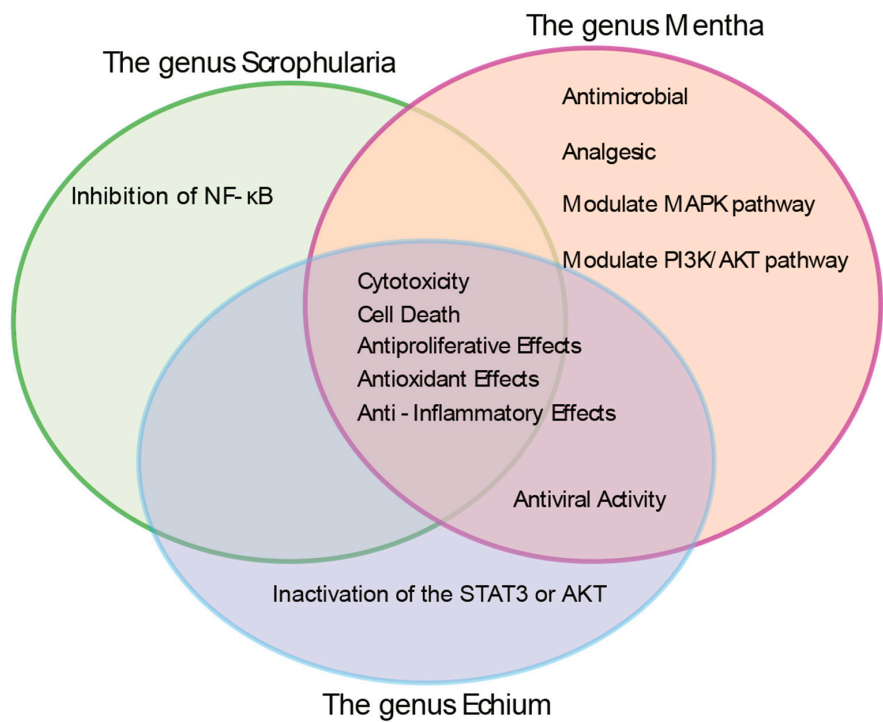 The genus Mentha
The genus Scrophularia
Antimicrobial
Analgesic
Inhibition of NF-κB
Modulate MAPK pathway
Modulate PI3K/AKT pathway
Cytotoxicity
Cell Death
Antiproliferative Effects
Antioxidant Effects
Anti-Inflammatory Effects
Antiviral Activity
Inactivation of the STAT3 or AKT
The genus Echium